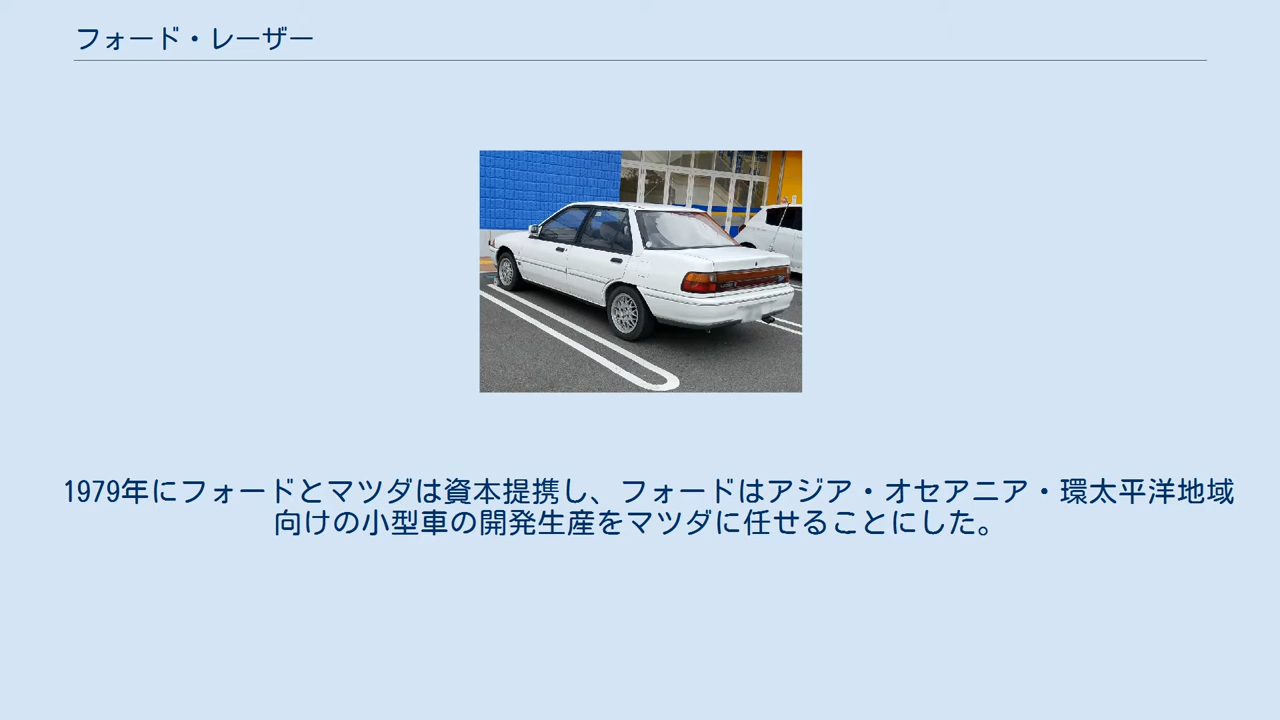 フォード・レーザー
1979年にフォードとマツダは資本提携し、フォードはアジア・オセアニア・環太平洋地域
向けの小型車の開発生産をマツダに任せることにした。